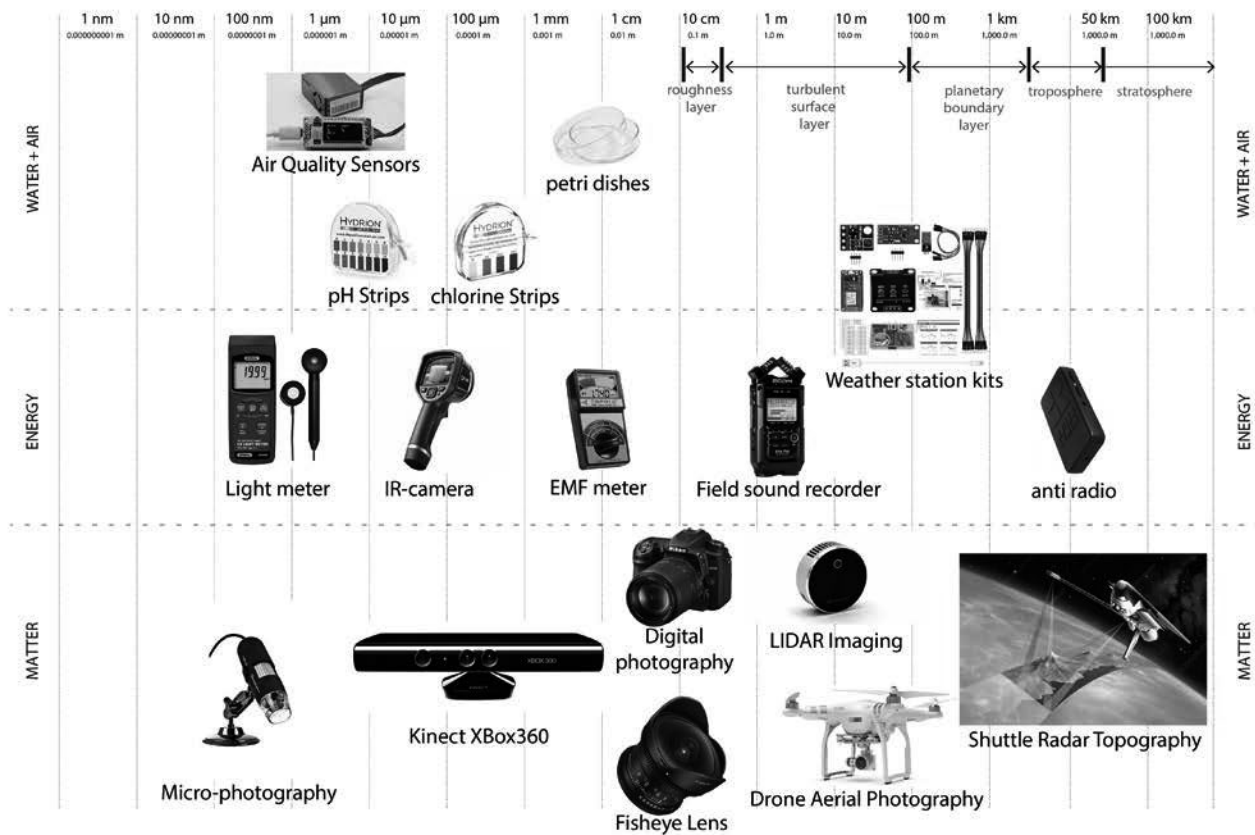 1 nm
10 nm
100 nm
1 µm
10 µm
100 µm
1 mm
1 cm
10 cm
1 m
10 m
100 m
1 km
50 km
100 km
0.000000001 m
0.00000001 m
0.0000001 m
0.000001 m
0.00001 m
0.0001 m
0.001 m
0.01 m
0.1 m
1.0 m
10.0 m
100.0 m
1,000.0 m
1,000.0 m
1,000.0 m
roughness
layer
turbulent
surface
layer
planetary
boundary
layer
troposphere
stratosphere
WATER + AIR
WATER + AIR
Air Quality Sensors
petri dishes
HYDRION
HYDRION
pH Strips
chlorine Strips
Weather station kits
ENERGY
ENERGY
1999
Light meter
IR-camera
EMF meter
Field sound recorder
anti radio
MATTER
MATTER
Nikon
Digital
photography
LIDAR Imaging
XBOX 360
Kinect XBox360
Micro-photography
Fisheye Lens
Drone Aerial Photography
Shuttle Radar Topography